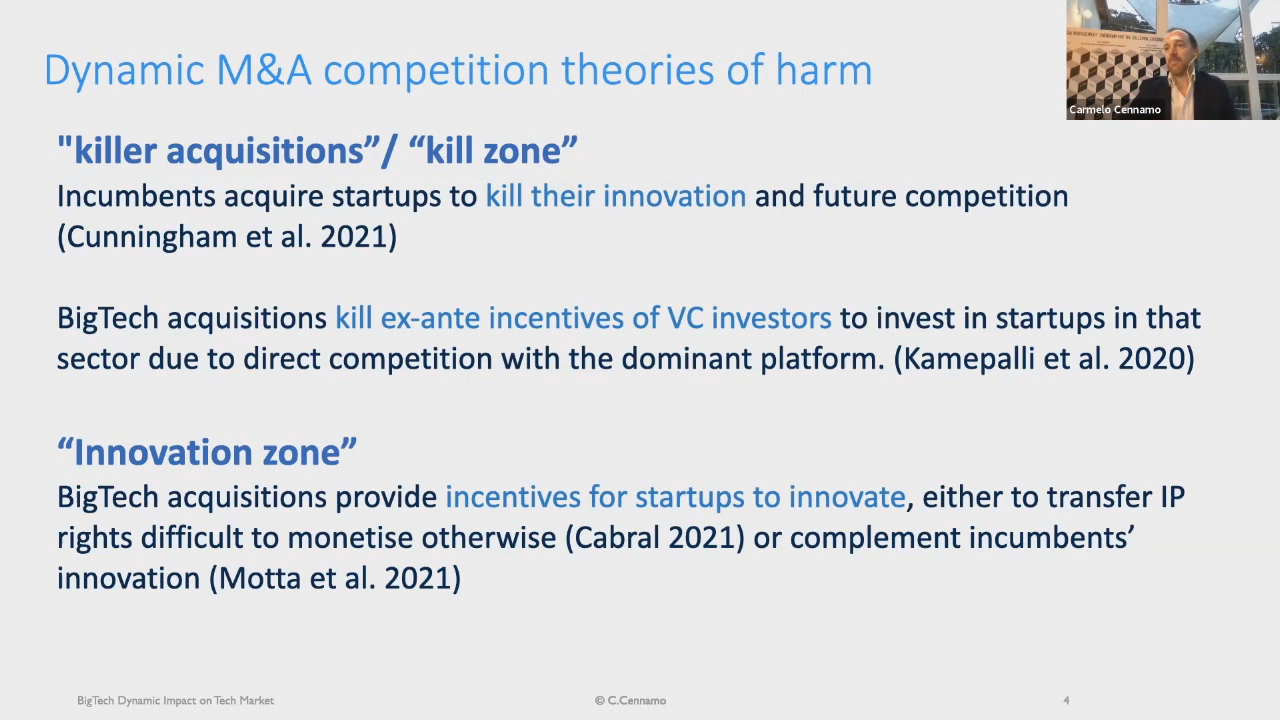 Dynamic M&A competition theories of harm
Carmelo Cennamo
"killer acquisitions”/ “kill zone”
Incumbents acquire startups to kill their innovation and future competition
(Cunningham et al. 2021)
BigTech acquisitions kill ex-ante incentives of VC investors to invest in startups in that
sector due to direct competition with the dominant platform. (Kamepalli et al. 2020)
“Innovation zone”
BigTech acquisitions provide incentives for startups to innovate, either to transfer IP
rights difficult to monetise otherwise (Cabral 2021) or complement incumbents’
innovation (Motta et al. 2021)
BigTech Dynamic Impact on Tech Market
© C.Cennamo
4